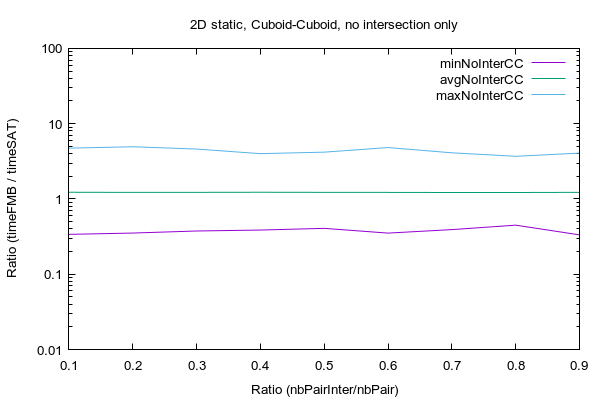 2D static, Cuboid-Cuboid, no intersection only
100
10
1
0.1
0.01
Ratio (timeFMB / timeSAT)
minNoInterCC
avgNoInterCC
maxNoInterCC
0.1 0.2 0.3 0.4 0.5 0.6 0.7 0.8 0.9
Ratio (nbPairInter/nbPair)